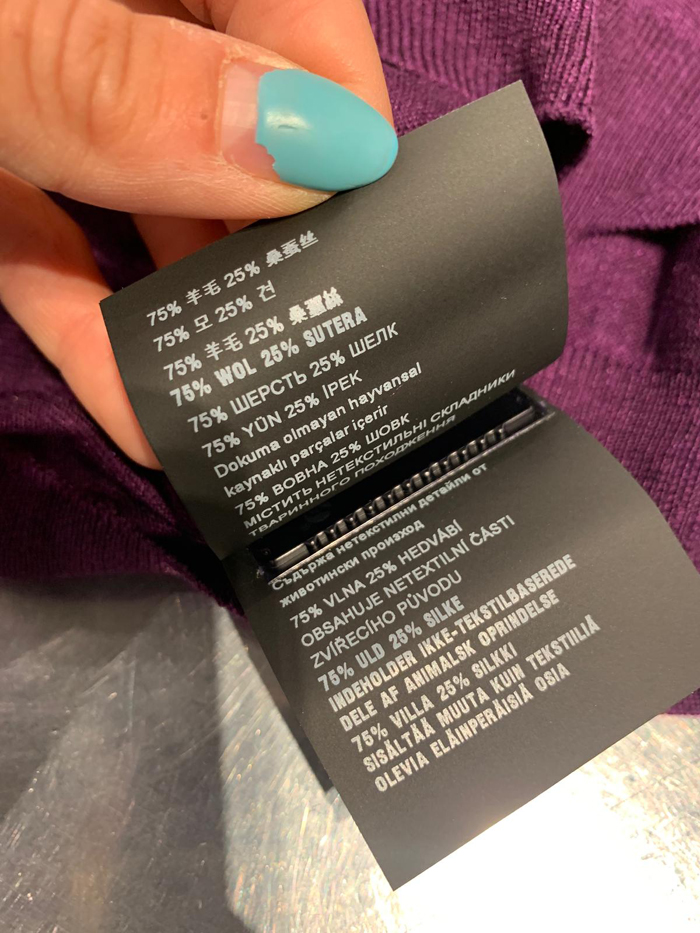 75% 羊毛 25% 桑蚕丝
75% 모 25% 견
75% 羊毛 25% 桑蠶絲
75% WOL 25% SUTERA
75% ШЕРСТЬ 25% ШЕЛК
75% YÜN 25% İPEK
Dokuma olmayan hayvansal
kaynaklı parçalar içerir
75% ВОВНА 25% ШОВК
МІСТИТЬ НЕТЕКСТИЛЬНІ СКЛАДНИКИ
ТВАРИННОГО ПОХОДЖЕННЯ
Съдържа нетекстилни детайли от
животински произход
75% VLNA 25% HEDVÁBÍ
OBSAHUJE NETEXTILNÍ ČÁSTI
ZVÍŘECÍHO PŮVODU
75% ULD 25% SILKE
INDEHOLDER IKKE-TEKSTILBASEREDE
DELE AF ANIMALSK OPRINDELSE
75% VILLA 25% SILKKI
SISÄLTÄÄ MUUTA KUIN TEKSTIILIÄ
OLEVIA ELÄINPERÄISIÄ OSIA